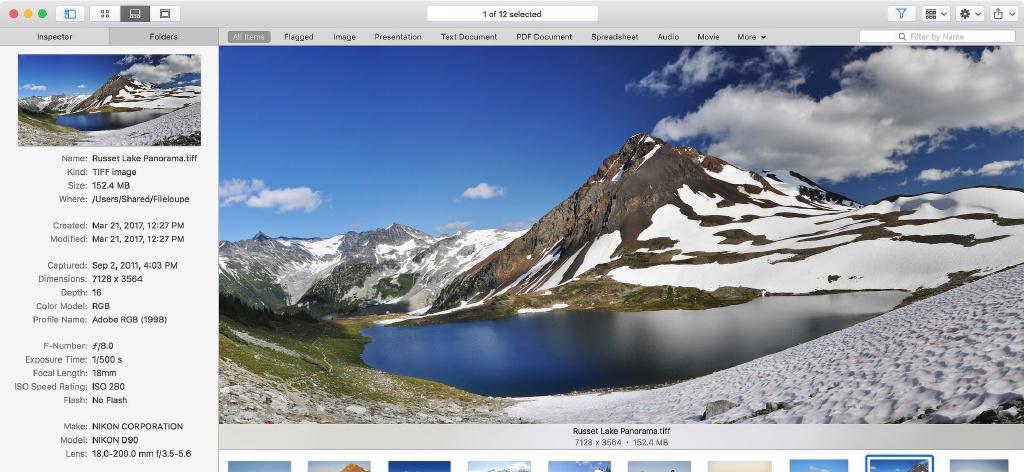 1 of 12 selected
Inspector
Folders
All Items
Flagged
Image
Presentation
Text Document
PDF Document
Spreadsheet
Audio
Movie
More
Filter by Name
Name: Russet Lake Panorama.tiff
Kind: TIFF image
Size: 152.4 MB
Where: /Users/Shared/Fileloupe
Created: Mar 21, 2017, 12:27 PM
Modified: Mar 21, 2017, 12:27 PM
Captured: Sep 2, 2011, 4:03 PM
Dimensions: 7128 x 3564
Depth: 16
Color Model: RGB
Profile Name: Adobe RGB (1998)
F-Number: ƒ/8.0
Exposure Time: 1/500 s
Focal Length: 18mm
ISO Speed Rating: ISO 280
Flash: No Flash
Make: NIKON CORPORATION
Model: NIKON D90
Lens: 18.0-200.0 mm f/3.5-5.6
Russet Lake Panorama.tiff
7128 x 3564 · 152.4 MB